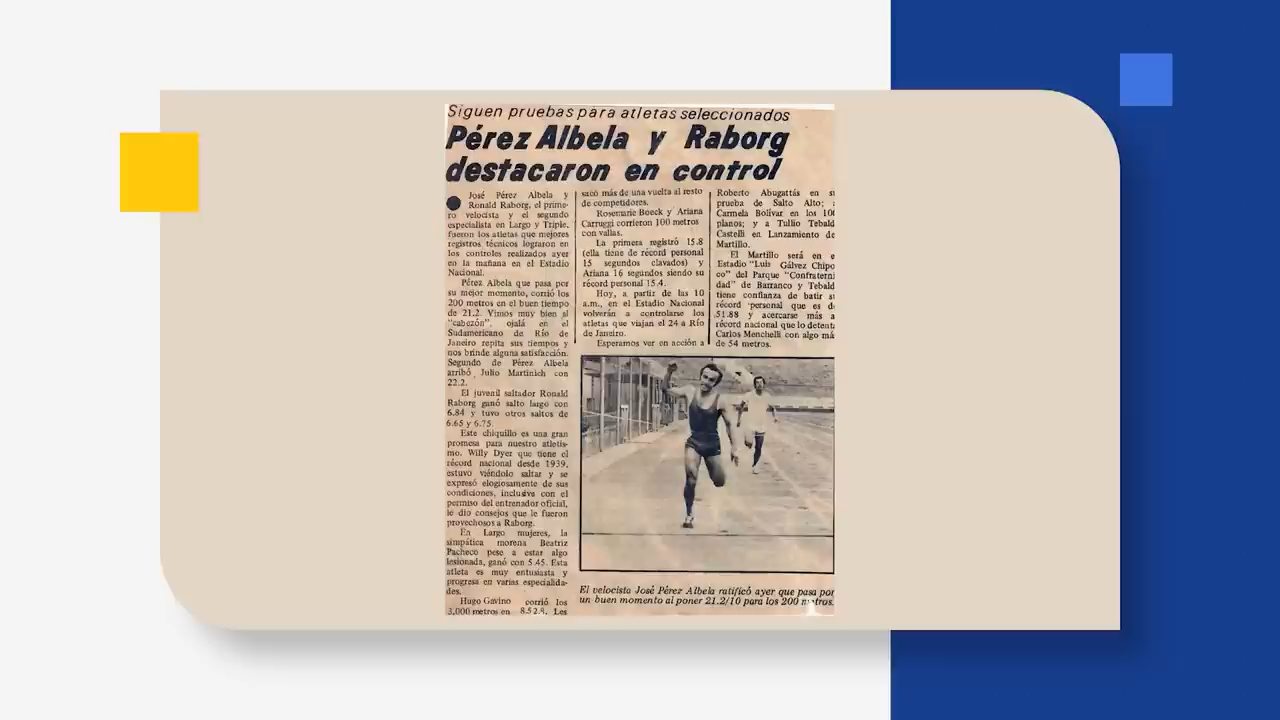 Siguen pruebas para atletas seleccionados
Pérez Albela y Raborg
destacaron en control
José Pérez Albela y
Ronald Raborg, el prime-
ro velocista y el segundo
especialista en Largo y Triple,
fueron los atletas que mejores
registros técnicos lograron en
los controles realizados ayer
en la mañana en el Estadio
Nacional.
Pérez Albela que pasa por
su mejor momento, corrió los
200 metros en el buen tiempo
de 21.2. Vimos muy bien al
"cabezón", ojalá en el
Sudamericano de Río de
Janeiro repita sus tiempos y
nos brinde alguna satisfacción.
Segundo de Pérez Albela
arribó Julio Martinich con
22.2.
El juvenil saltador Ronald
Raborg ganó salto largo con
6.84 y tuvo otros saltos de
6.65 y 6.75.
Este chiquillo es una gran
promesa para nuestro atletis-
mo. Willy Dyer que tiene el
récord nacional desde 1939,
estuvo viéndolo saltar y se
expresó elogiosamente de sus
condiciones, inclusive con el
permiso del entrenador oficial,
le dio consejos que le fueron
provechosos a Raborg.
En Largo mujeres, la
simpática morena Beatriz
Pacheco pese a estar algo
lesionada, ganó con 5.45. Esta
atleta es muy entusiasta y
progresa en varias especialida-
des.
Hugo Gavino corrió los
3,000 metros en 8.52.8. Les
sacó más de una vuelta al resto
de competidores.
Rosemarie Boeck y Ariana
Carruggi corrieron 100 metros
con vallas.
La primera registró 15.8
(ella tiene de récord personal
15 segundos clavados) y
Ariana 16 segundos siendo su
récord personal 15.4.
Hoy, a partir de las 10
a.m., en el Estadio Nacional
volverán a controlarse los
atletas que viajan el 24 a Río
de Janeiro.
Esperamos ver en acción a
Roberto Abugattás en s
prueba de Salto Alto;
Carmela Bolívar en los 10
planos; y a Tullio Tebald
Castelli en Lanzamiento de
Martillo.
El Martillo será en e
Estadio "Luis Gálvez Chipo
co" del Parque "Confraterni
dad" de Barranco y Tebald
tiene confianza de batir s
récord personal que es d
51.88 y acercarse más a
récord nacional que lo detent
Carlos Menchelli con algo má
de 54 metros.
El velocista José Pérez Albela ratificó ayer que pasa por
un buen momento al poner 21.2/10 para los 200 metros.